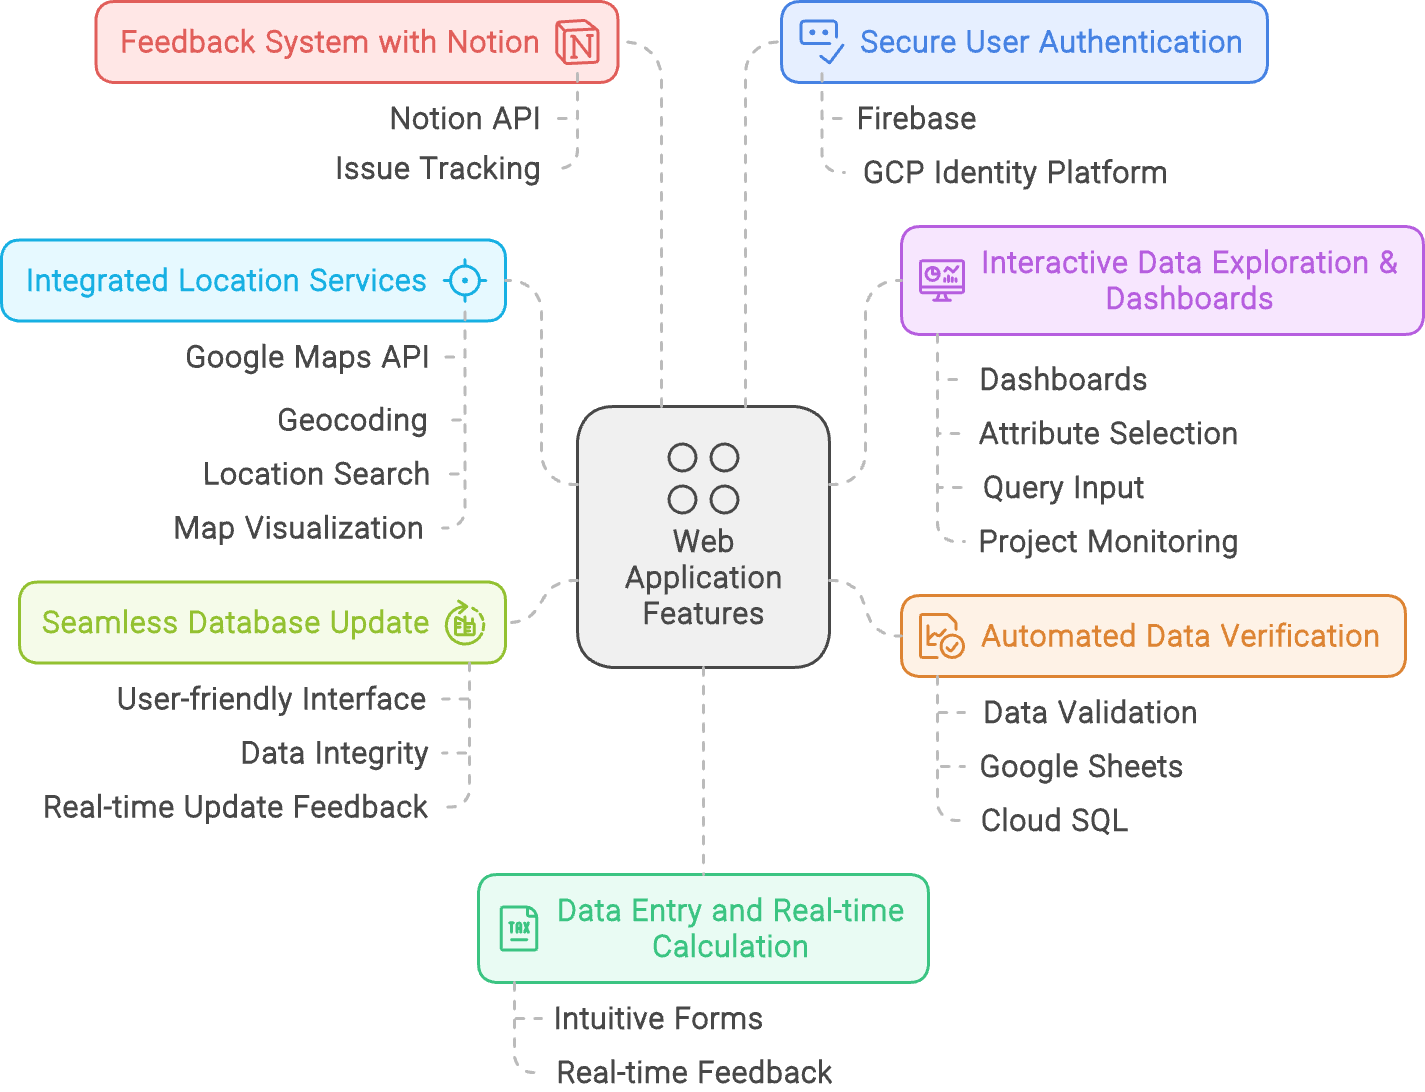 Feedback System with Notion
Notion API
Issue Tracking
Secure User Authentication
Firebase
GCP Identity Platform
Integrated Location Services
Google Maps API
Geocoding
Location Search
Map Visualization
Interactive Data Exploration &
Dashboards
Dashboards
Attribute Selection
Query Input
Project Monitoring
Web
Application
Features
Seamless Database Update
User-friendly Interface
Data Integrity
Real-time Update Feedback
Automated Data Verification
Data Validation
Google Sheets
Cloud SQL
TAX
Data Entry and Real-time
Calculation
Intuitive Forms
Real-time Feedback